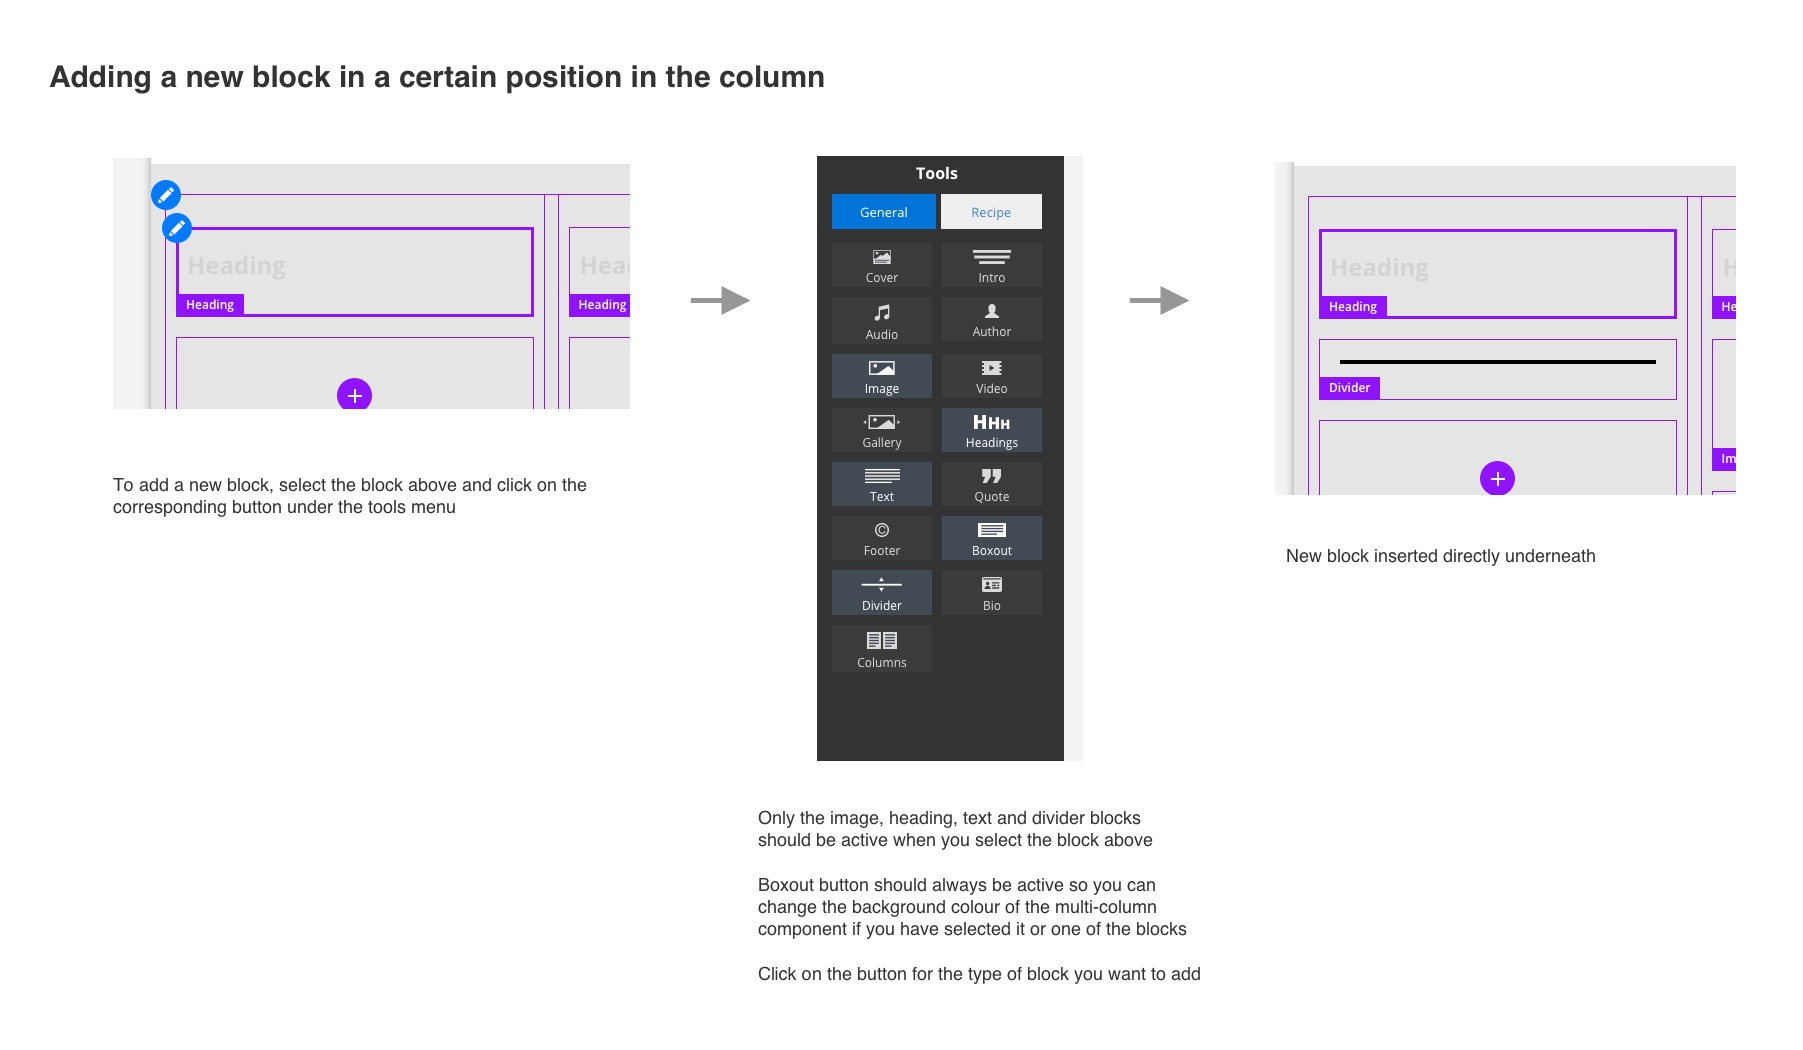 Adding a new block in a certain position in the column
Heading
Heading
Hea
Heading
To add a new block, select the block above and click on the
corresponding button under the tools menu
Tools
General
Recipe
Cover
Intro
Audio
Author
Image
Video
Gallery
HHH
Headings
Text
Quote
Footer
Boxout
Divider
Bio
Columns
Only the image, heading, text and divider blocks
should be active when you select the block above
Boxout button should always be active so you can
change the background colour of the multi-column
component if you have selected it or one of the blocks
Click on the button for the type of block you want to add
Heading
Heading
H
He
Divider
Im
New block inserted directly underneath